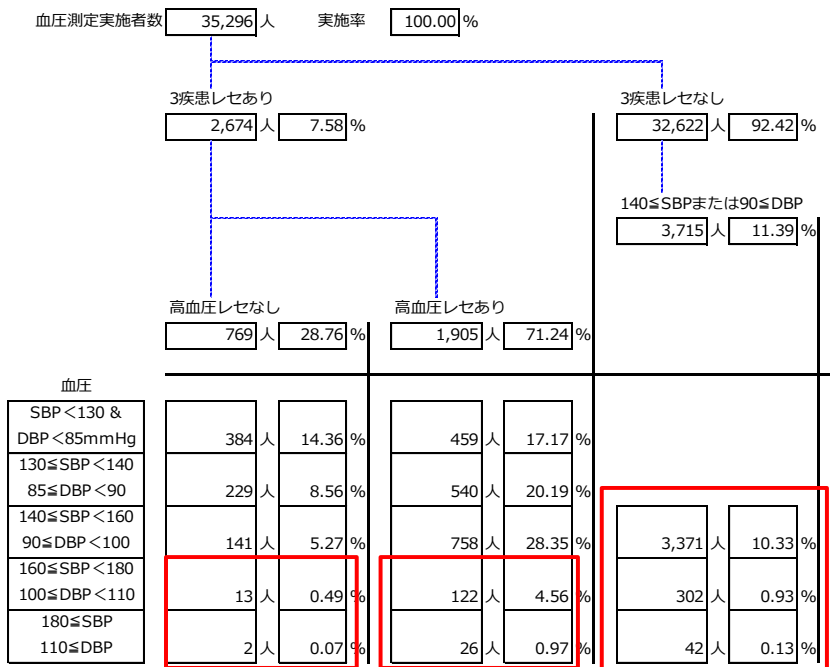 血圧測定実施者数 35,296 人 実施率 100.00 %
3疾患レセあり 3疾患レセなし
2,674 人 7.58 % 32,622 人 92.42 %
140≦SBPまたは90≦DBP
3,715 人 11.39 %
高血圧レセなし 高血圧レセあり
769 人 28.76 % 1,905 人 71.24 %
血圧
SBP＜130 &
DBP＜85mmHg 384 人 14.36 % 459 人 17.17 %
130≦SBP＜140
85≦DBP＜90 229 人 8.56 % 540 人 20.19 %
140≦SBP＜160
90≦DBP＜100 141 人 5.27 % 758 人 28.35 % 3,371 人 10.33 %
160≦SBP＜180
100≦DBP＜110 13 人 0.49 % 122 人 4.56 % 302 人 0.93 %
180≦SBP
110≦DBP 2 人 0.07 % 26 人 0.97 % 42 人 0.13 %